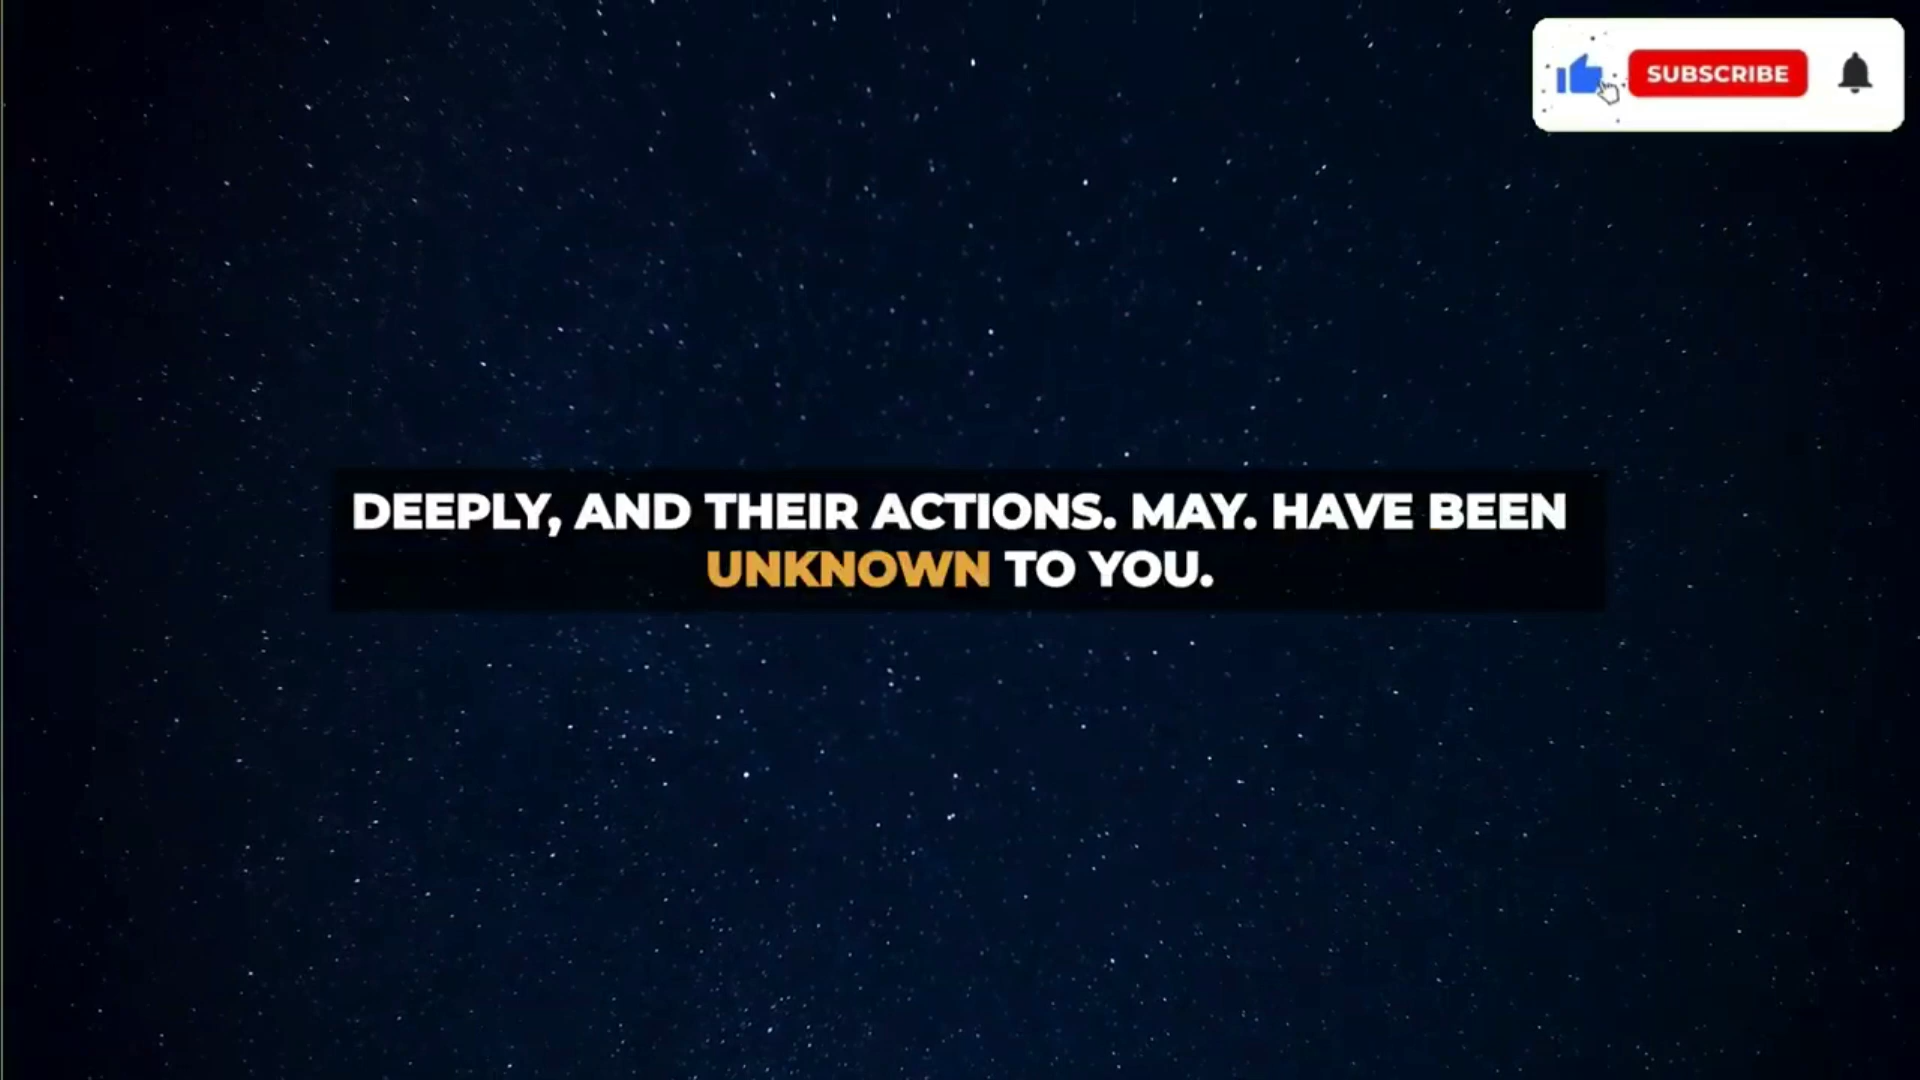 SUBSCRIBE
DEEPLY, AND THEIR ACTIONS. MAY. HAVE BEEN
UNKNOWN TO YOU.